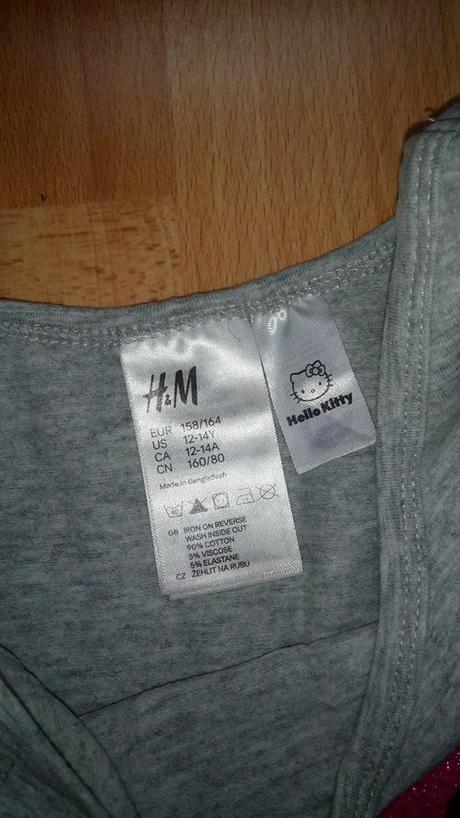 H&M
EUR 158/164
US 12-14Y
CA 12-14A
CN 160/80
Made in Bangladesh
40
GB IRON ON REVERSE
WASH INSIDE OUT
90% COTTON
5% VISCOSE
5% ELASTANE
CZ ŽEHLIT NA RUBU
Hello Kitty